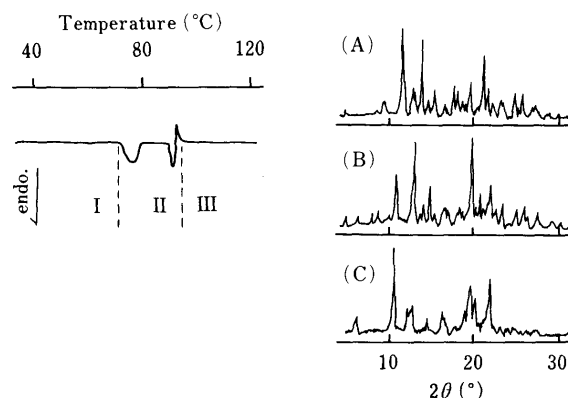 Temperature (°C)
40 80 120
endo.
I II III
(A)
(B)
(C)
10 20 30
2θ (°)